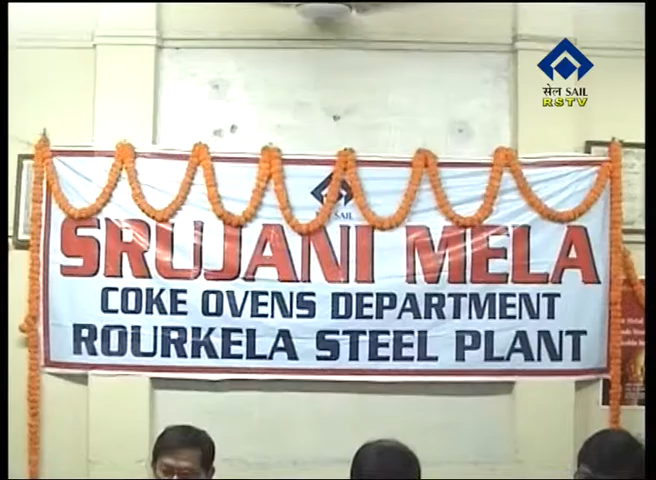 सेल SAIL
RSTV
SAIL
SRUJANI MELA
COKE OVENS DEPARTMENT
ROURKELA STEEL PLANT